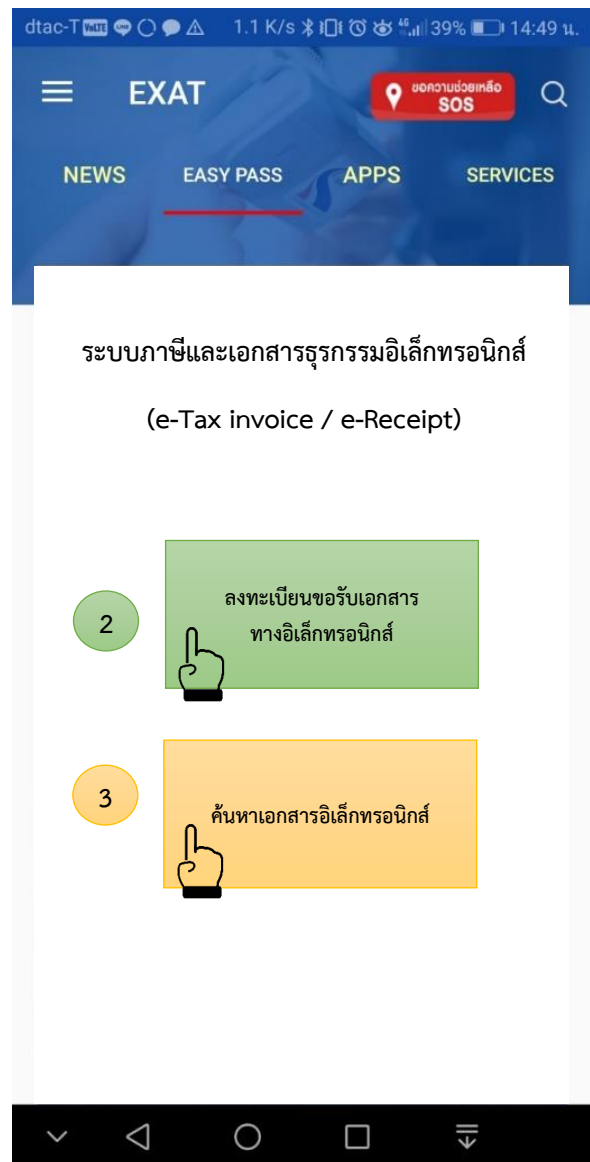 dtac-T VoLTE LINE 1.1 K/s 4G 39% 14:49 น.
EXAT
ขอความช่วยเหลือ
SOS
NEWS EASY PASS APPS SERVICES
ระบบภาษีและเอกสารธุรกรรมอิเล็กทรอนิกส์
(e-Tax invoice / e-Receipt)
2
ลงทะเบียนขอรับเอกสาร
ทางอิเล็กทรอนิกส์
3
ค้นหาเอกสารอิเล็กทรอนิกส์